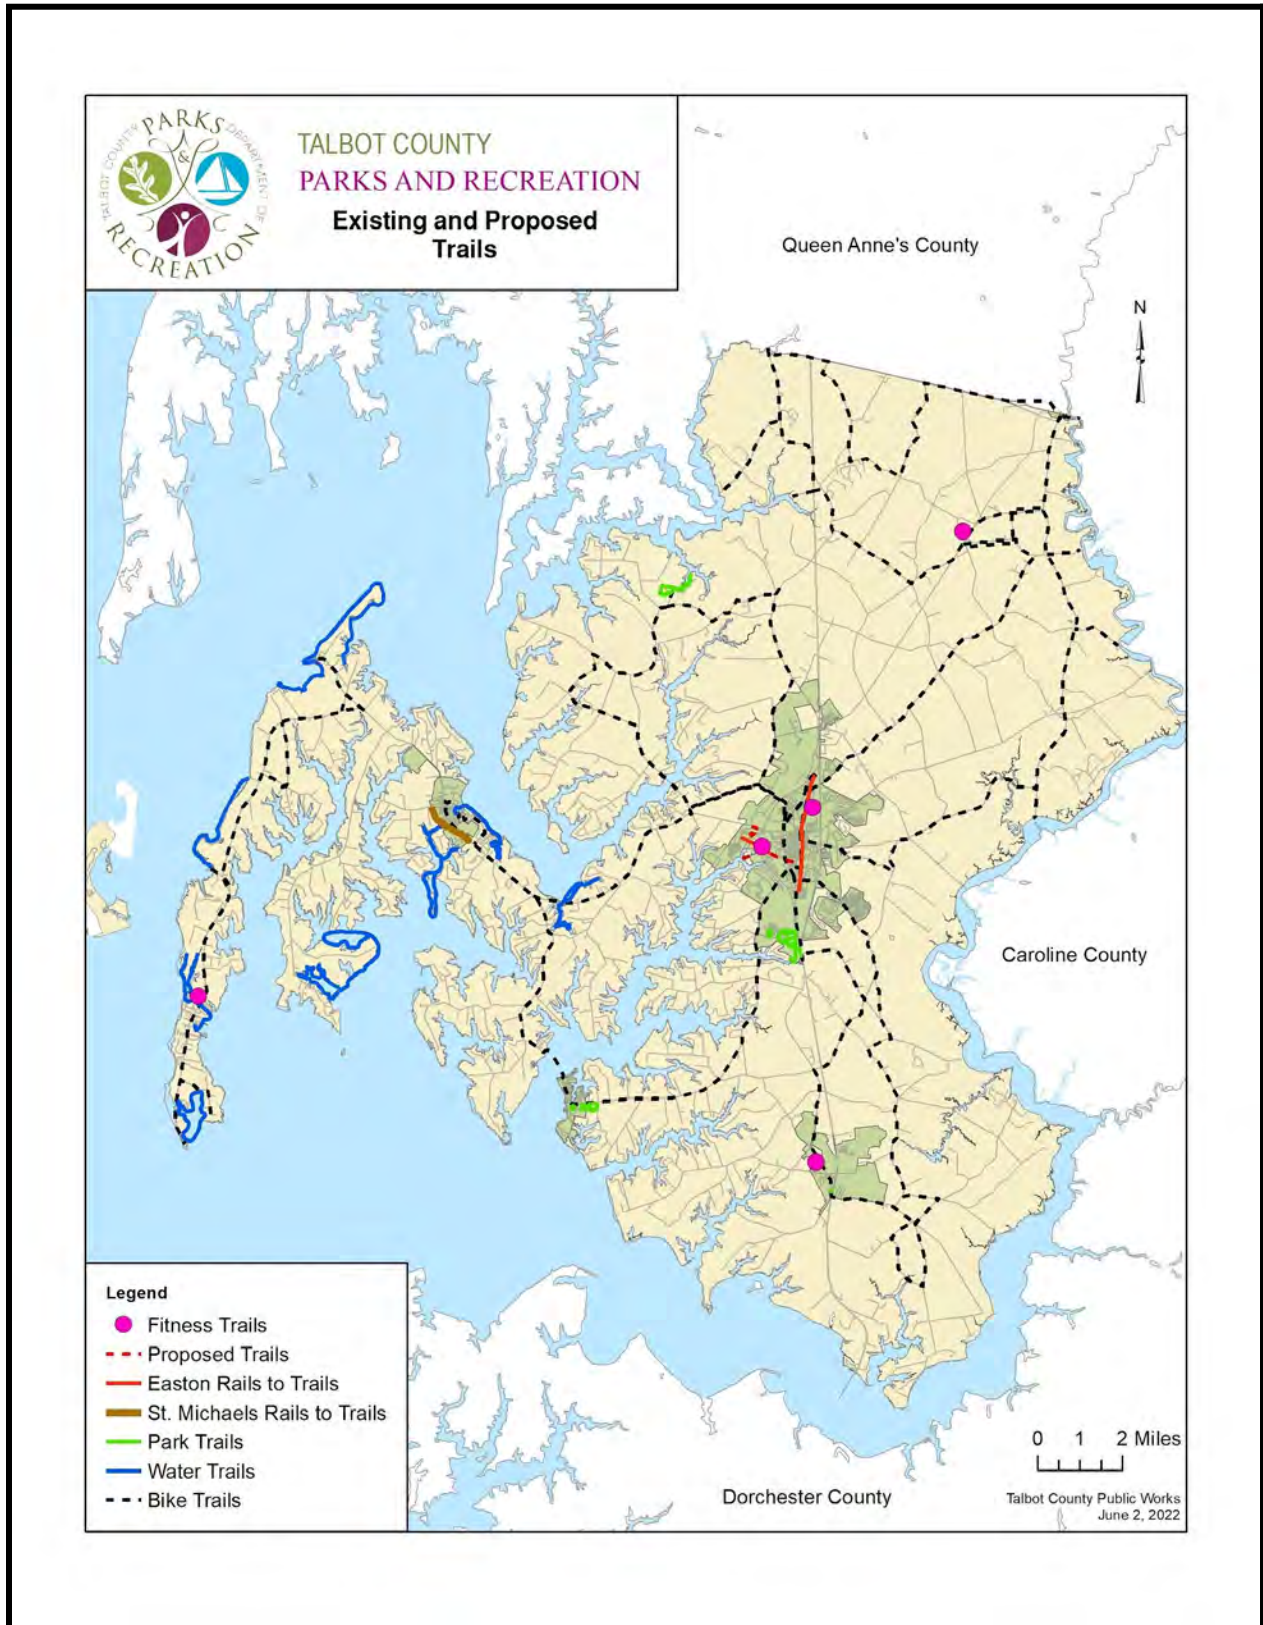 TALBOT COUNTY PARKS & RECREATION DEPARTMENT OF
TALBOT COUNTY
PARKS AND RECREATION
Existing and Proposed
Trails
Queen Anne's County
N
Caroline County
Legend
Fitness Trails
Proposed Trails
Easton Rails to Trails
St. Michaels Rails to Trails
Park Trails
Water Trails
Bike Trails
0 1 2 Miles
Dorchester County
Talbot County Public Works
June 2, 2022